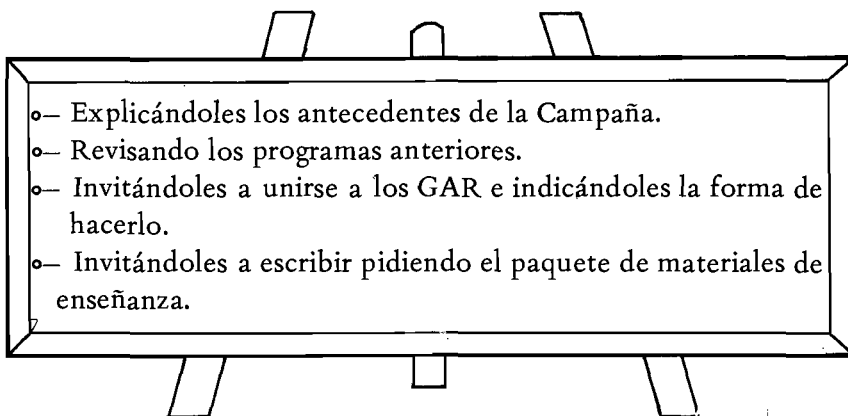 o– Explicándoles los antecedentes de la Campaña.
o– Revisando los programas anteriores.
o– Invitándoles a unirse a los GAR e indicándoles la forma de
hacerlo.
o– Invitándoles a escribir pidiendo el paquete de materiales de
enseñanza.